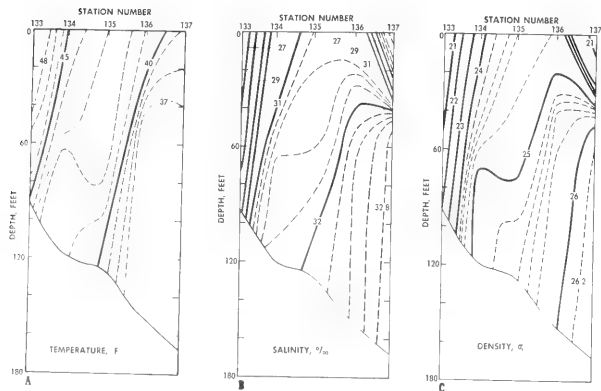 STATION NUMBER
133 134 135 136 137
0
60
120
180
DEPTH, FEET
48
45
40
37
TEMPERATURE, F
A
STATION NUMBER
133 134 135 136 137
0
60
120
180
DEPTH, FEET
27
27
29
29
31
31
32
32 8
SALINITY, º/∞
B
STATION NUMBER
133 134 135 136 137
0
60
120
180
DEPTH, FEET
21
21
24
22
23
25
26
26 2
DENSITY, σ,
C